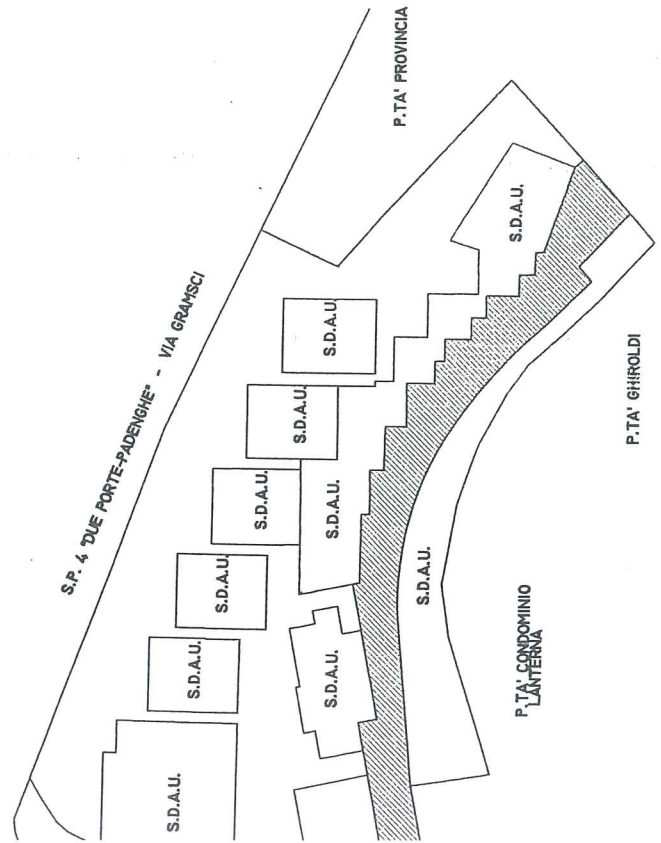 P.TA' PROVINCIA
S.P. 4 "DUE PORTE-PADENGHE" - VIA GRAMSCI
S.D.A.U.
S.D.A.U.
S.D.A.U.
S.D.A.U.
S.D.A.U.
S.D.A.U.
S.D.A.U.
S.D.A.U.
S.D.A.U.
S.D.A.U.
P.TA' GHIROLDI
P.TA' CONDOMINIO
LANTERNA